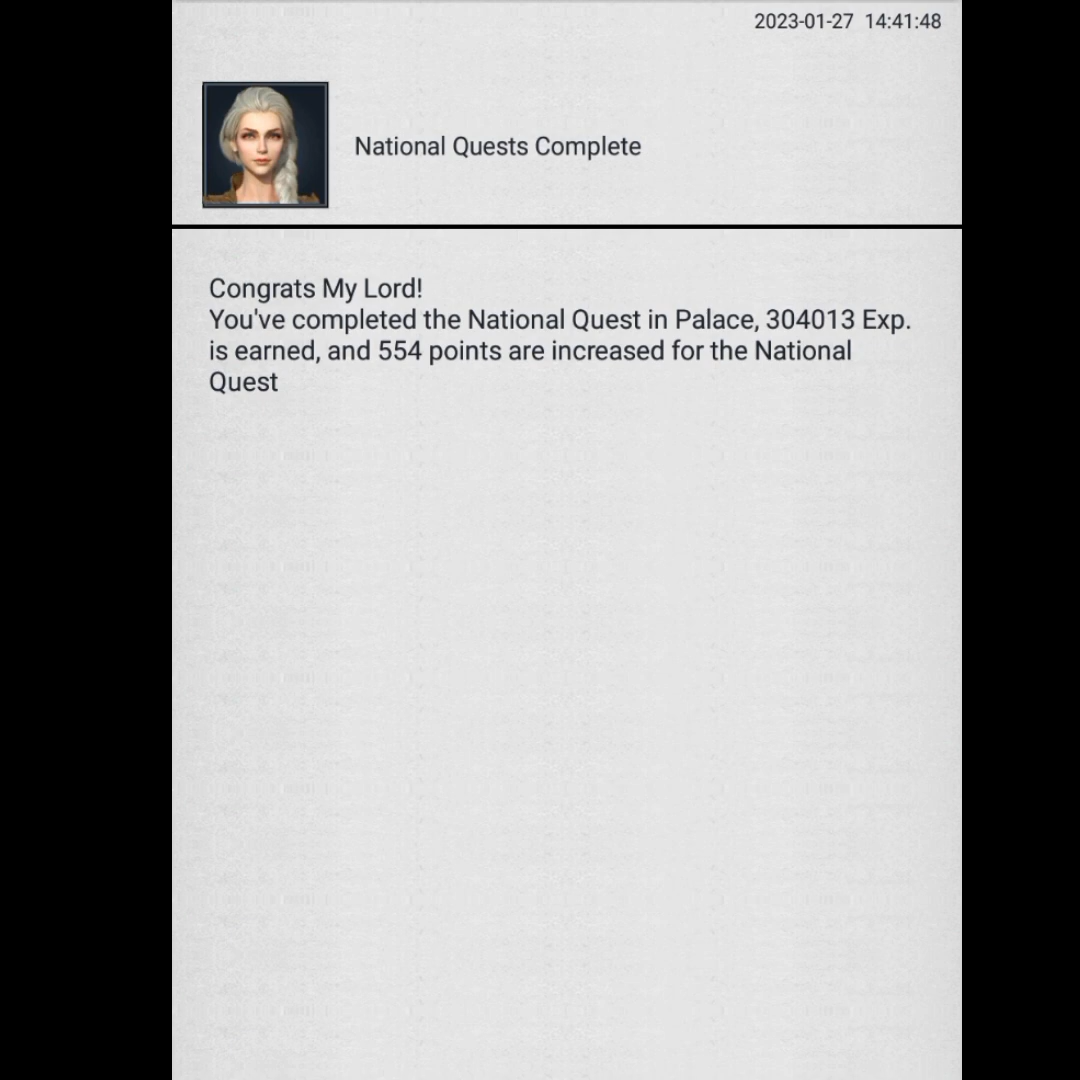 2023-01-27 14:41:48
National Quests Complete
Congrats My Lord!
You've completed the National Quest in Palace, 304013 Exp.
is earned, and 554 points are increased for the National
Quest